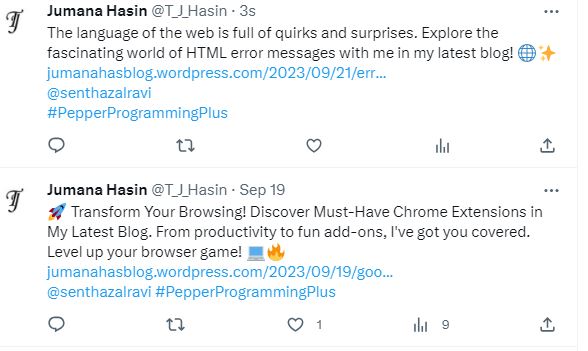 Jumana Hasin @T_J_Hasin · 3s
The language of the web is full of quirks and surprises. Explore the
fascinating world of HTML error messages with me in my latest blog! 🌐✨
jumanahasblog.wordpress.com/2023/09/21/err...
@senthazalravi
#PepperProgrammingPlus
Jumana Hasin @T_J_Hasin · Sep 19
🚀 Transform Your Browsing! Discover Must-Have Chrome Extensions in
My Latest Blog. From productivity to fun add-ons, I've got you covered.
Level up your browser game! 💻🔥
jumanahasblog.wordpress.com/2023/09/19/goo...
@senthazalravi #PepperProgrammingPlus
1 9